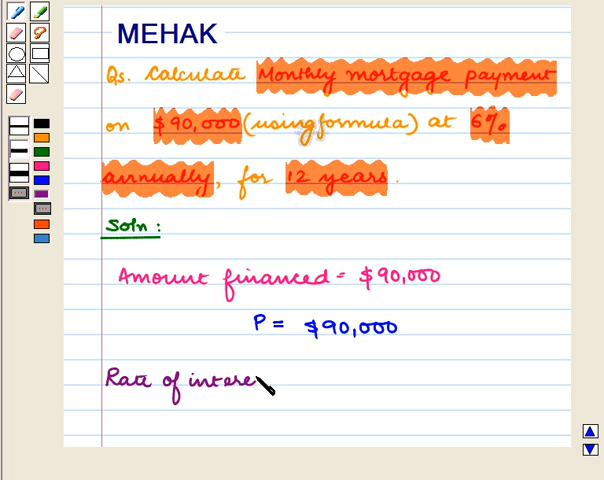 MEHAK
Qs. Calculate Monthly mortgage payment
on $90,000 (using formula) at 6%
annually, for 12 years.
Soln :
Amount financed = $90,000
P = $90,000
Rate of intere